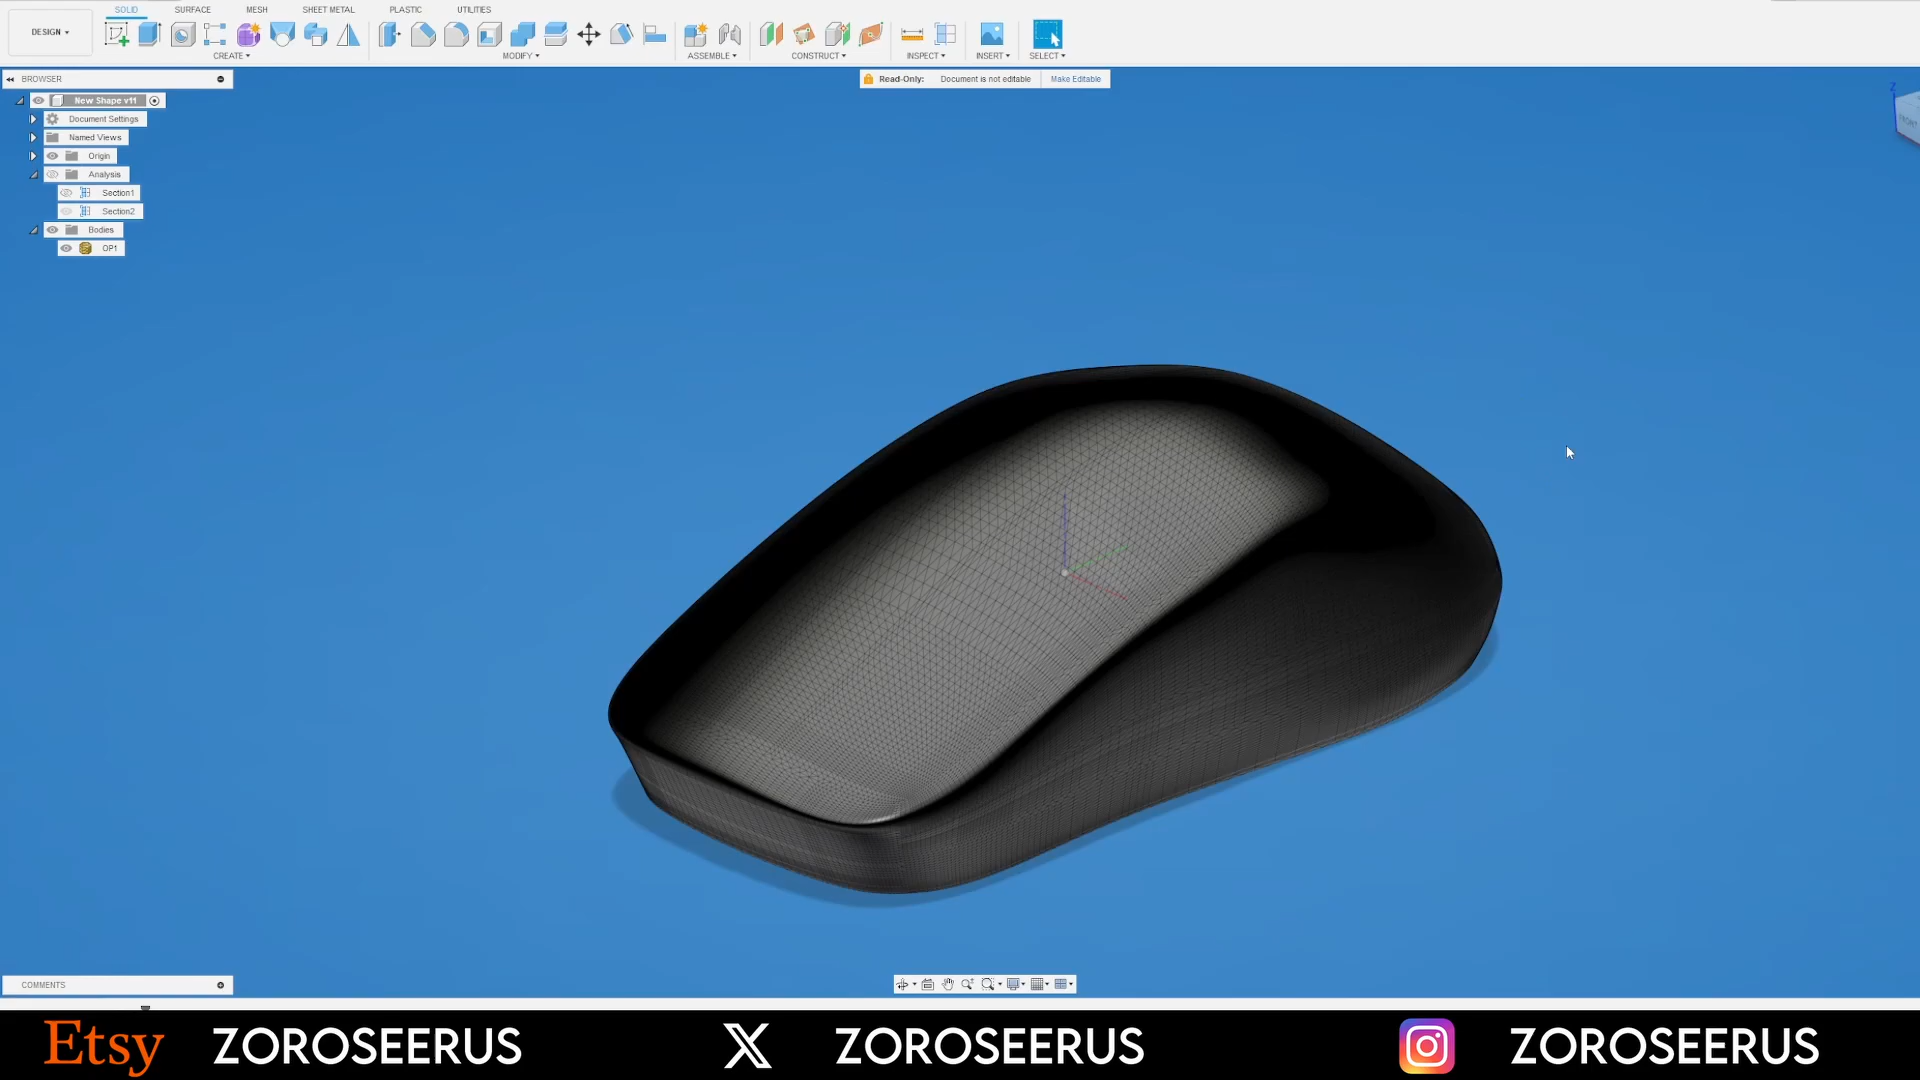 SOLID SURFACE MESH SHEET METAL PLASTIC UTILITIES
DESIGN
CREATE MODIFY ASSEMBLE CONSTRUCT INSPECT INSERT SELECT
BROWSER
Read-Only: Document is not editable Make Editable
New Shape v11
Document Settings
Named Views
Origin
Analysis
Section1
Section2
Bodies
OP1
Z
COMMENTS
Etsy ZOROSEERUS X ZOROSEERUS ZOROSEERUS